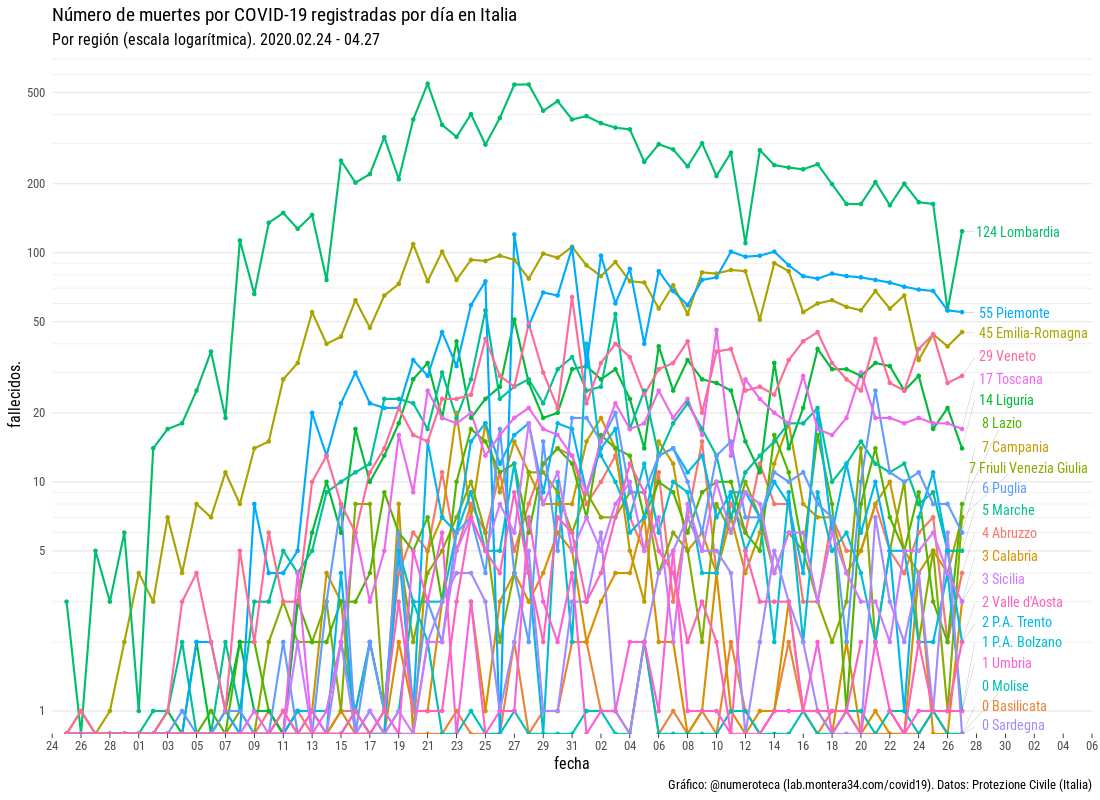 Número de muertes por COVID-19 registradas por día en Italia
Por región (escala logarítmica). 2020.02.24 - 04.27
fallecidos.
500
200
100
50
20
10
5
1
124 Lombardia
55 Piemonte
45 Emilia-Romagna
29 Veneto
17 Toscana
14 Liguria
8 Lazio
7 Campania
7 Friuli Venezia Giulia
6 Puglia
5 Marche
4 Abruzzo
3 Calabria
3 Sicilia
2 Valle d'Aosta
2 P.A. Trento
1 P.A. Bolzano
1 Umbria
0 Molise
0 Basilicata
0 Sardegna
24 26 28 01 03 05 07 09 11 13 15 17 19 21 23 25 27 29 31 02 04 06 08 10 12 14 16 18 20 22 24 26 28 30 02 04 06
fecha
Gráfico: @numeroteca (lab.montera34.com/covid19). Datos: Protezione Civile (Italia)